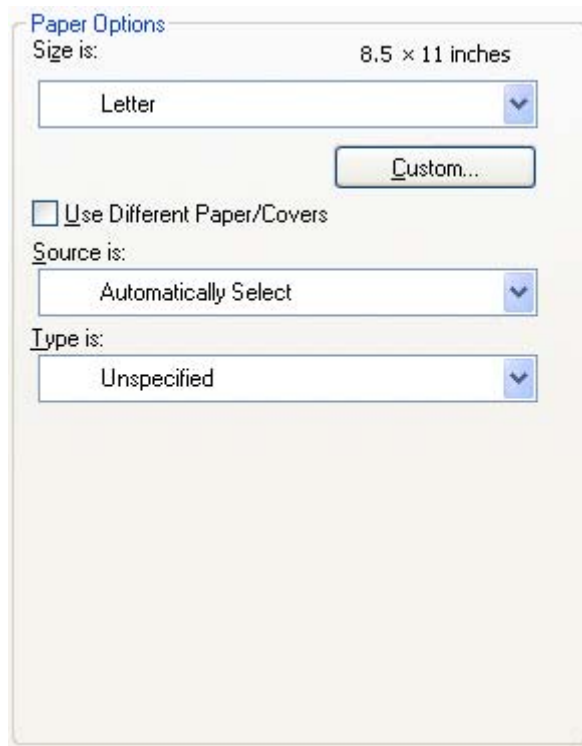 Paper Options
Size is: 8.5 × 11 inches
Letter
Custom...
Use Different Paper/Covers
Source is:
Automatically Select
Type is:
Unspecified